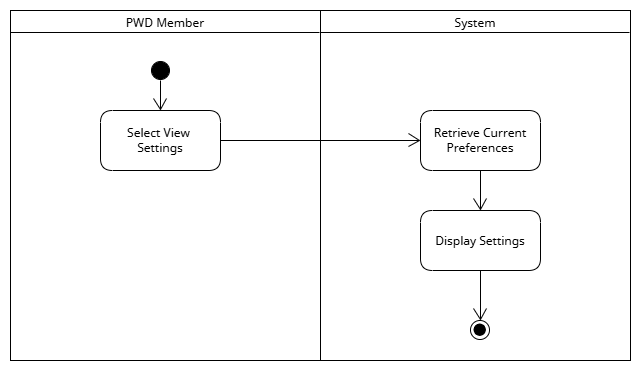 PWD Member
System
Select View
Settings
Retrieve Current
Preferences
Display Settings